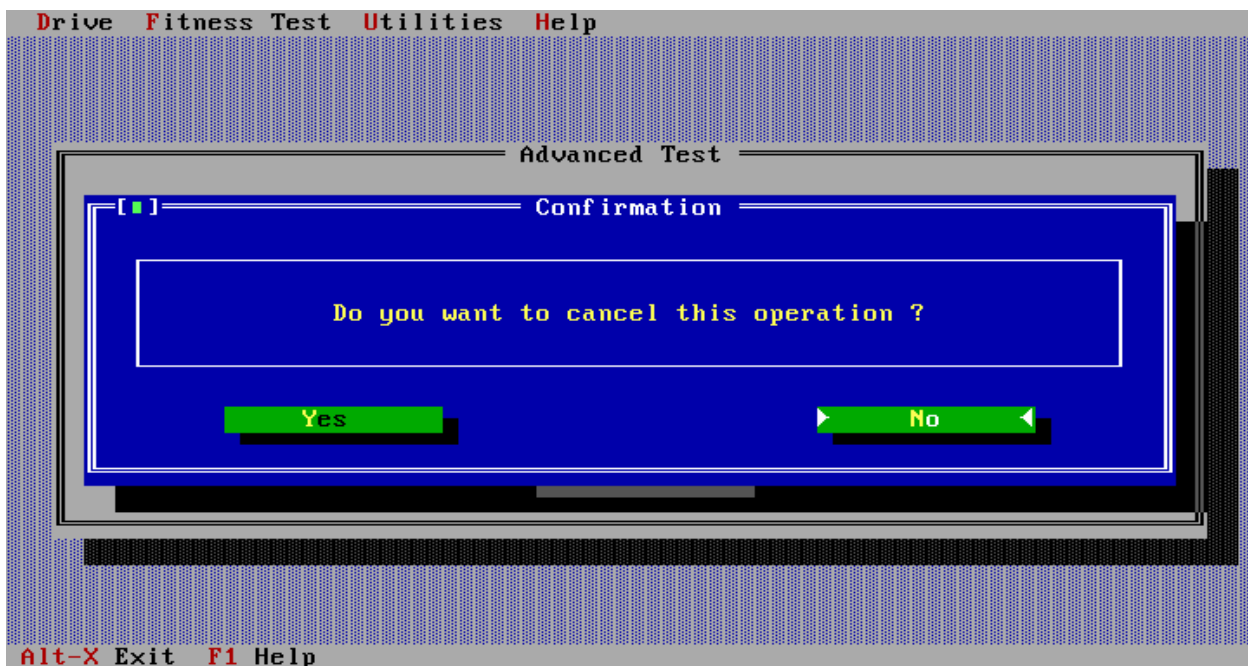 Drive Fitness Test Utilities Help
Advanced Test
[■] Confirmation
Do you want to cancel this operation ?
Yes No
Alt-X Exit F1 Help